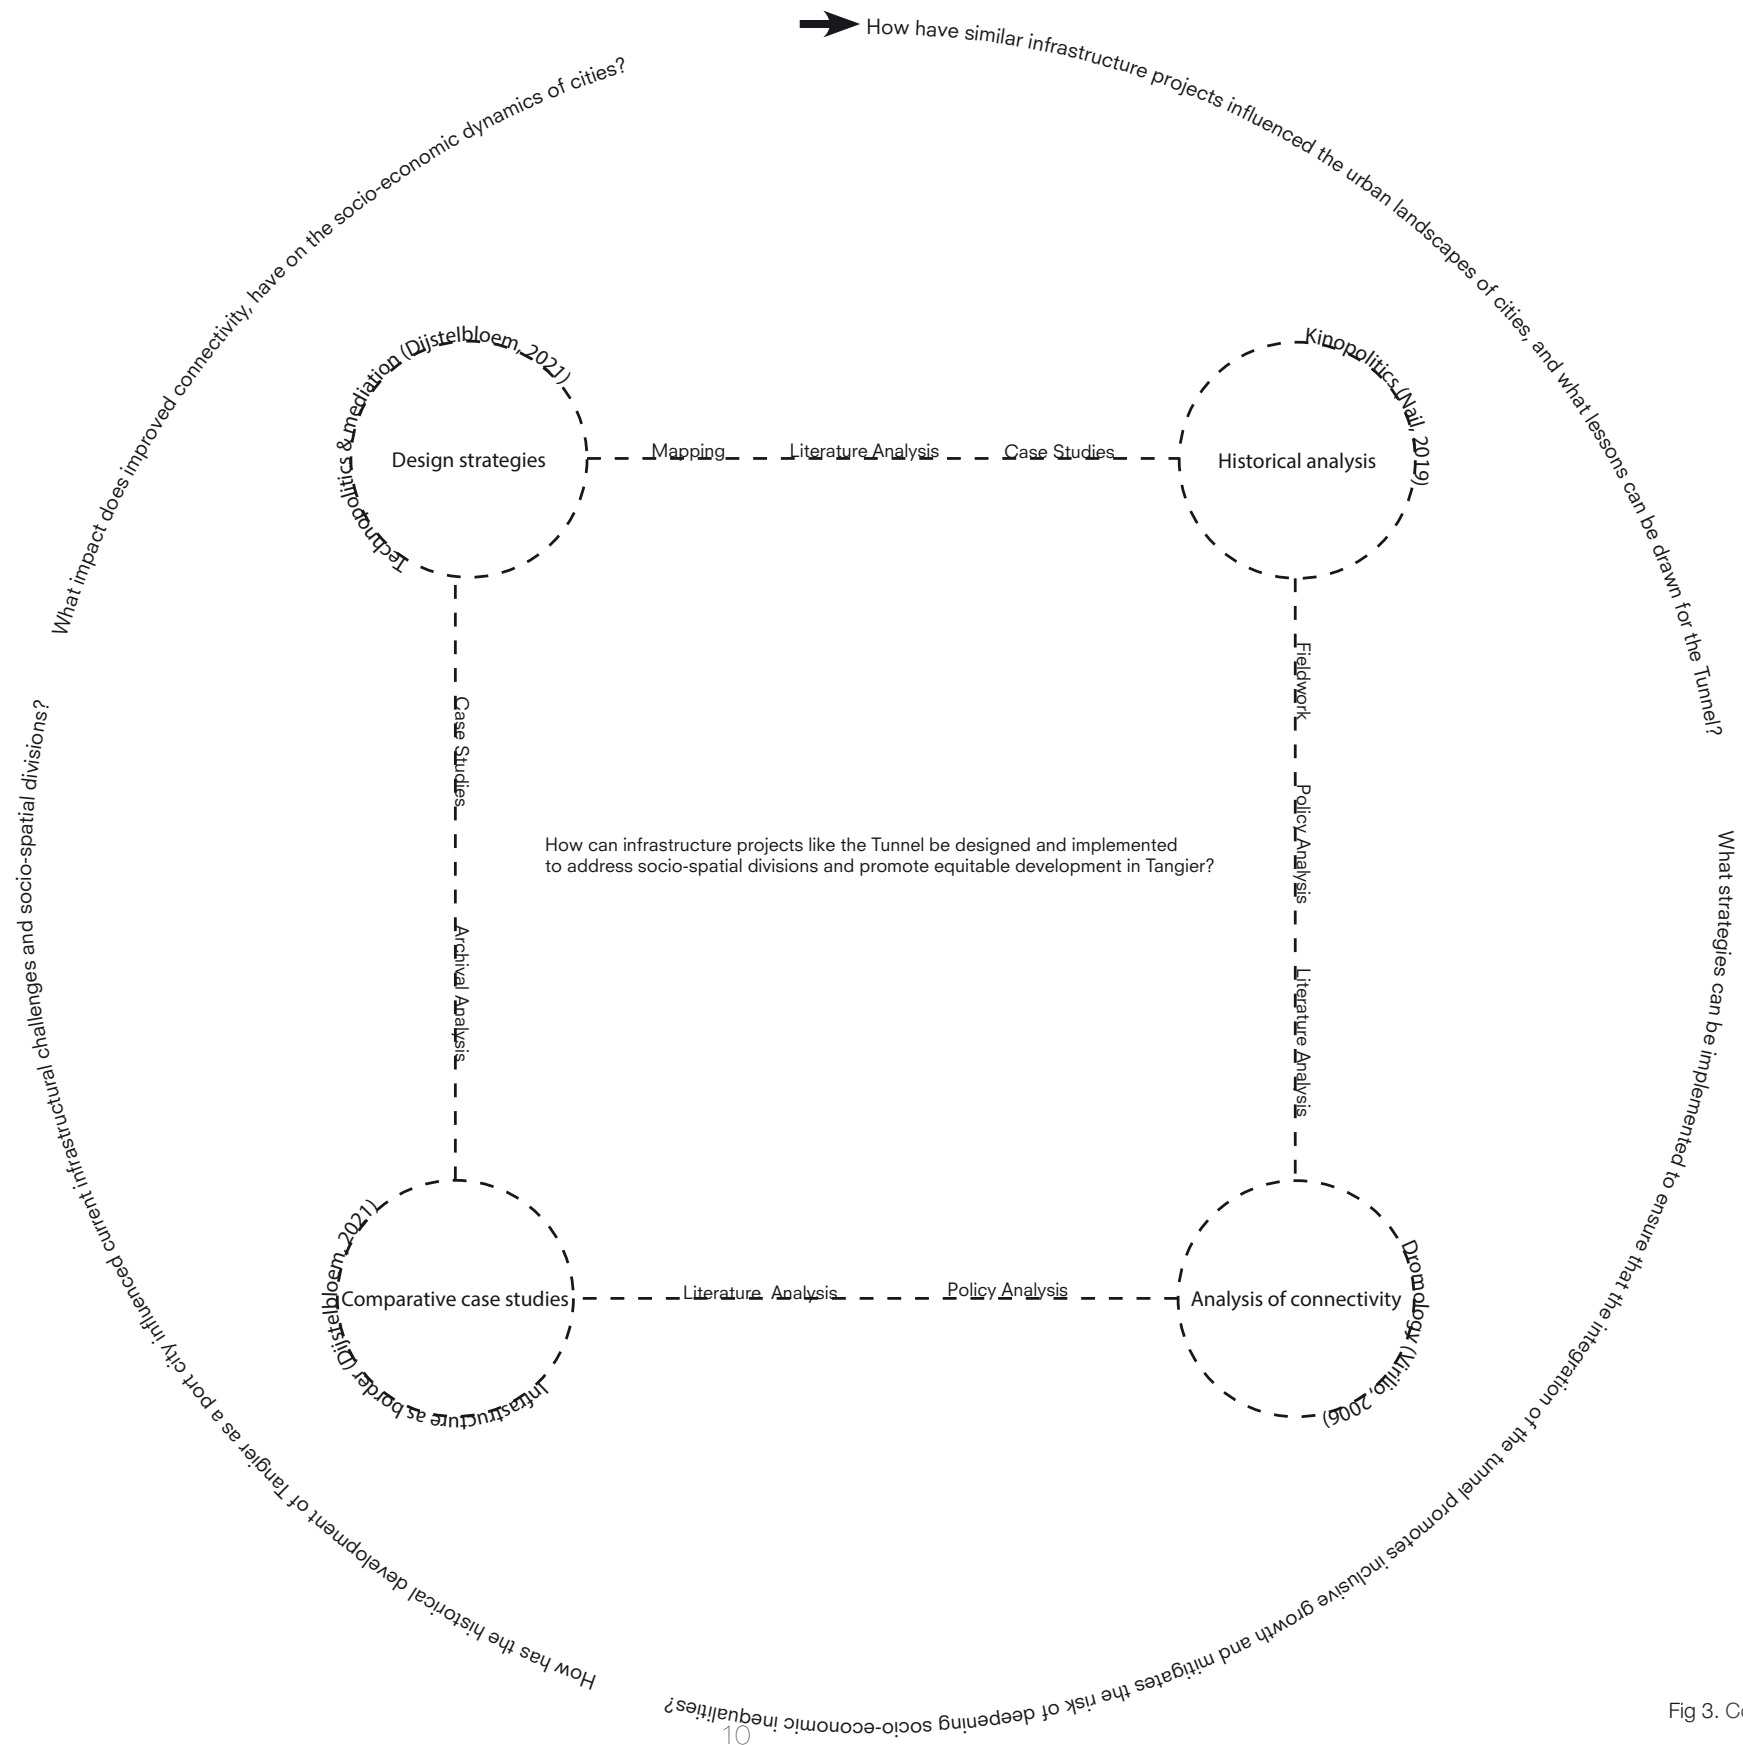 How have similar infrastructure projects influenced the urban landscapes of cities, and what lessons can be drawn for the Tunnel?
What strategies can be implemented to ensure that the integration of the tunnel promotes inclusive growth and mitigates the risk of deepening socio-economic inequalities?
How has the historical development of Tangier as a port city influenced current infrastructural challenges and socio-spatial divisions?
What impact does improved connectivity, have on the socio-economic dynamics of cities?
Technopolitics & mediation (Dijstelbloem, 2021)
Design strategies
Mapping
Literature Analysis
Case Studies
Kinopolitics (Nail, 2019)
Historical analysis
Fieldwork
Policy Analysis
Literature Analysis
Case Studies
Archival Analysis
How can infrastructure projects like the Tunnel be designed and implemented
to address socio-spatial divisions and promote equitable development in Tangier?
Infrastructure as border (Dijstelbloem, 2021)
Comparative case studies
Literature Analysis
Policy Analysis
Dromology (Virilio, 2006)
Analysis of connectivity
Fig 3.
10